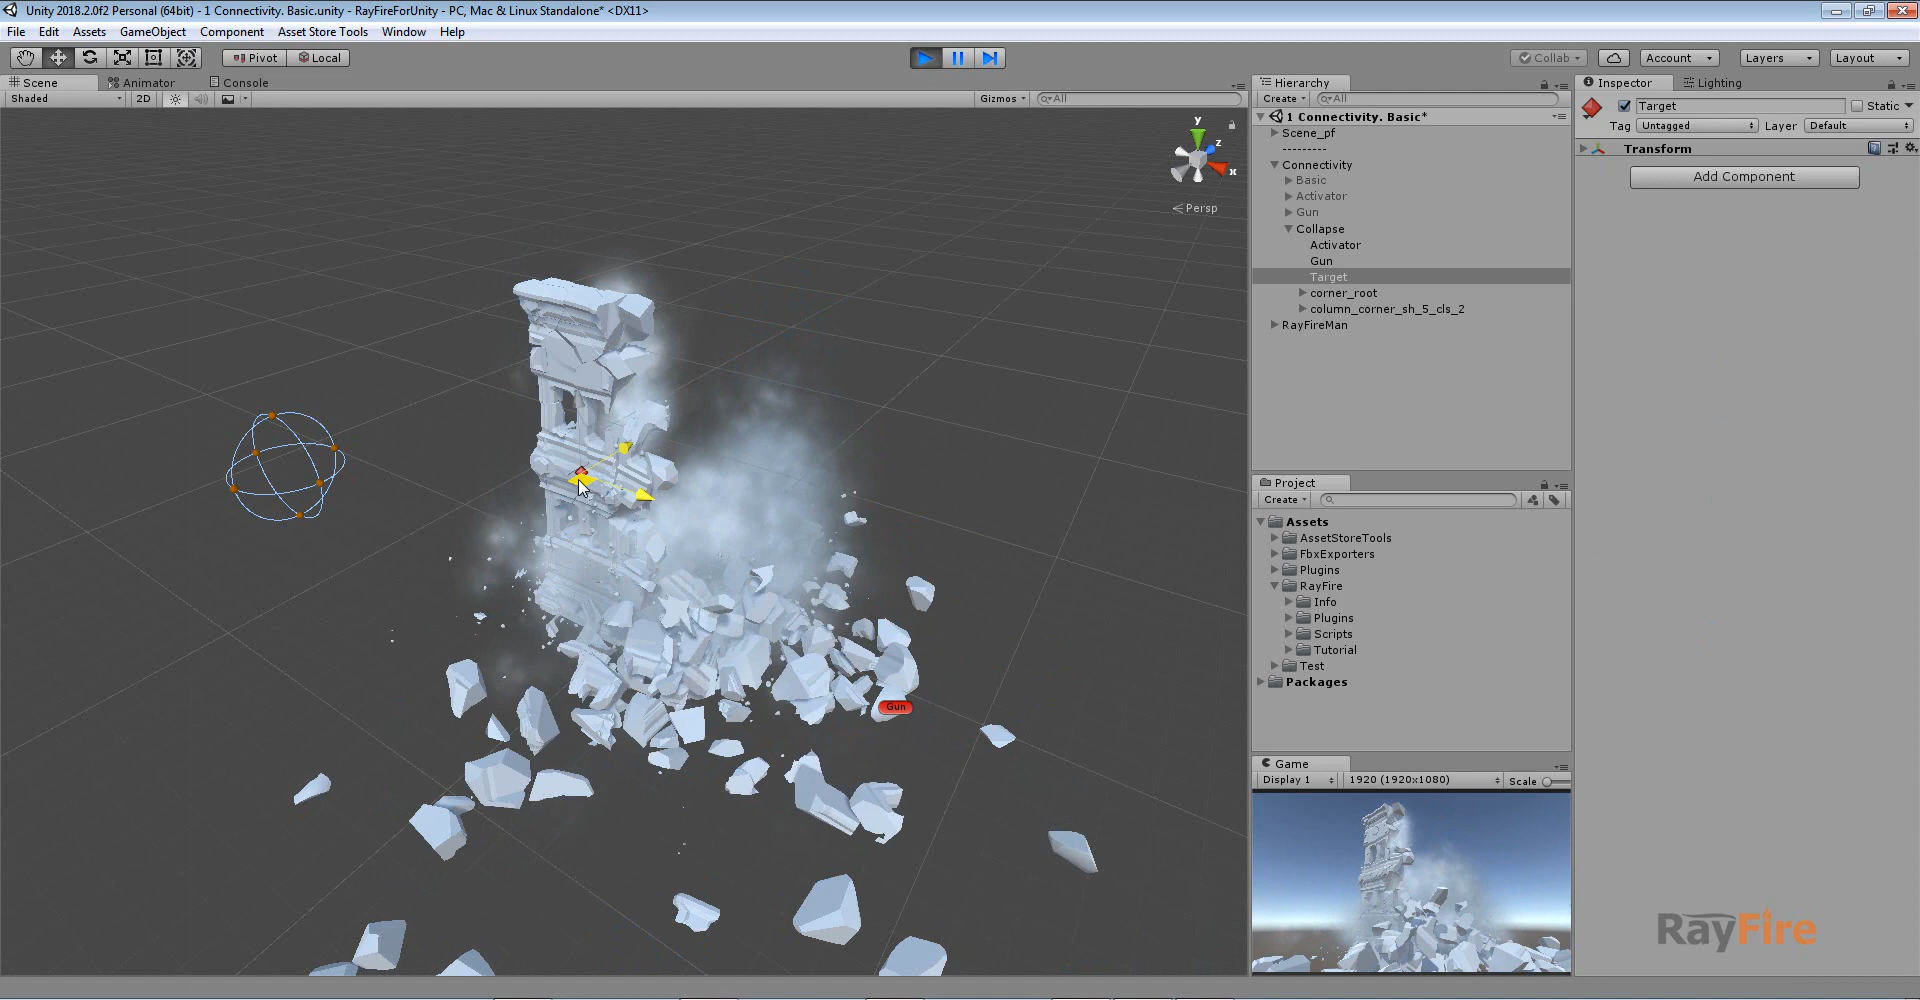 Unity 2018.2.0f2 Personal (64bit) - 1 Connectivity. Basic.unity - RayFireForUnity - PC, Mac & Linux Standalone* <DX11>
File Edit Assets GameObject Component Asset Store Tools Window Help
Pivot Local
Collab Account Layers Layout
Scene Animator Console
Shaded 2D Gizmos All
y
z
x
Persp
Gun
Hierarchy
Create All
1 Connectivity. Basic*
Scene_pf
---------
Connectivity
Basic
Activator
Gun
Collapse
Activator
Gun
Target
corner_root
column_corner_sh_5_cls_2
RayFireMan
Project
Create
Assets
AssetStoreTools
FbxExporters
Plugins
RayFire
Info
Plugins
Scripts
Tutorial
Test
Packages
Game
Display 1 1920 (1920x1080) Scale
Inspector Lighting
Target Static
Tag Untagged Layer Default
Transform
Add Component
RayFire